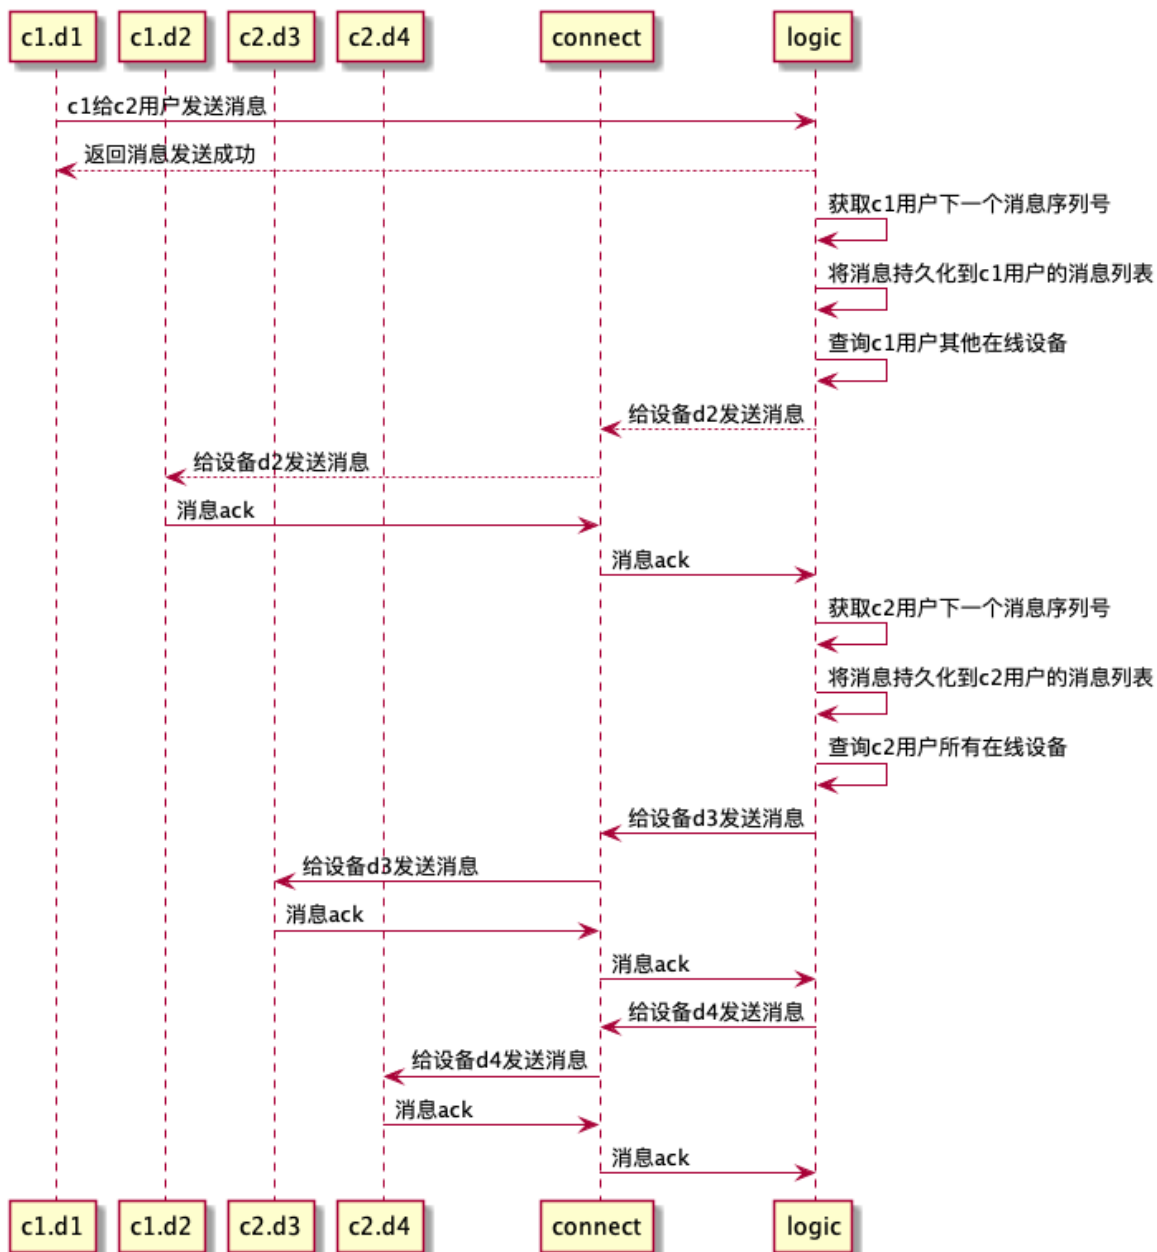 c1.d1 c1.d2 c2.d3 c2.d4 connect logic
c1给c2用户发送消息
返回消息发送成功
获取c1用户下一个消息序列号
将消息持久化到c1用户的消息列表
查询c1用户其他在线设备
给设备d2发送消息
给设备d2发送消息
消息ack
消息ack
获取c2用户下一个消息序列号
将消息持久化到c2用户的消息列表
查询c2用户所有在线设备
给设备d3发送消息
给设备d3发送消息
消息ack
消息ack
给设备d4发送消息
给设备d4发送消息
消息ack
消息ack
c1.d1 c1.d2 c2.d3 c2.d4 connect logic